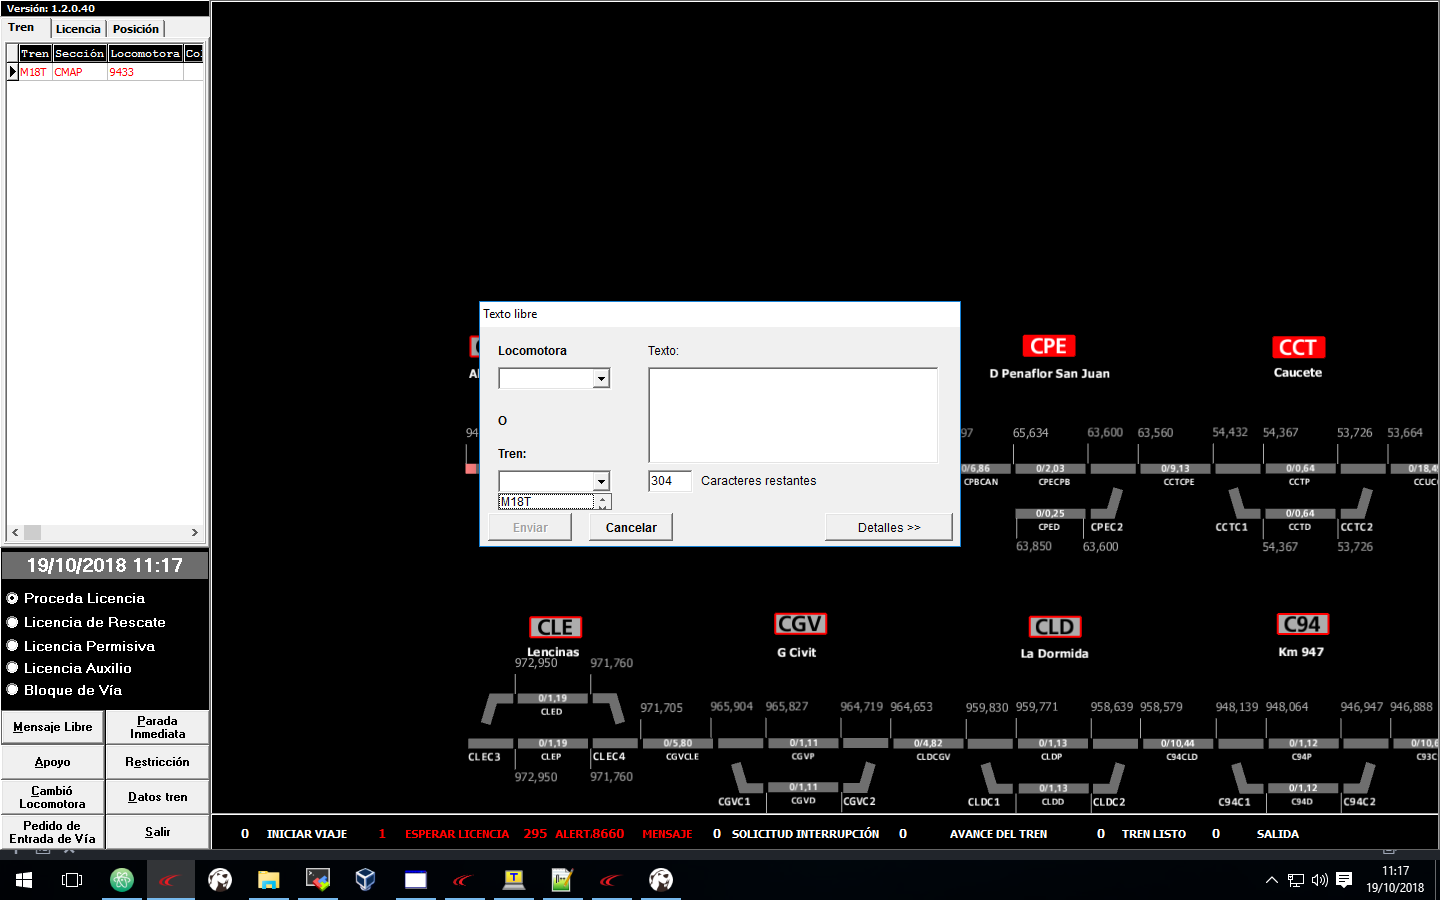 Versión: 1.2.0.40
Tren Licencia Posición
Tren Sección Locomotora
M18T CMAP 9433
19/10/2018 11:17
Proceda Licencia
Licencia de Rescate
Licencia Permisiva
Licencia Auxilio
Bloque de Vía
Mensaje Libre
Parada Inmediata
Apoyo
Restricción
Cambió Locomotora
Datos tren
Pedido de Entrada de Vía
Salir
Texto libre
Locomotora
Texto:
O
Tren:
M18T
304 Caracteres restantes
Enviar
Cancelar
Detalles >>
CPE CCT
D Penaflor San Juan Caucete
65,634 63,600 63,560 54,432 54,367 53,726 53,664
0/6,86 0/2,03 0/9,13 0/0,64
CPBCAN CPECPB CCTCPE CCTP
0/0,25 0/0,64
CPED CPEC2 CCTC1 CCTD CCTC2
63,850 63,600 54,367 53,726
CLE CGV CLD C94
Lencinas G Civit La Dormida Km 947
972,950 971,760
0/1,19
CLED
971,705 965,904 965,827 964,719 964,653 959,830 959,771 958,639 958,579 948,139 948,064 946,947 946,888
0/1,19 0/5,80 0/1,11 0/4,82 0/1,13 0/10,44 0/1,12
CLEC3 CLEP CLEC4 CGVCLE CGVP CLDCGV CLDP C94CLD C94P
972,950 971,760
0/1,11 0/1,13 0/1,12
CGVC1 CGVD CGVC2 CLDC1 CLDD CLDC2 C94C1 C94D C94C2
0 INICIAR VIAJE 1 ESPERAR LICENCIA 295 ALERT.8660 MENSAJE 0 SOLICITUD INTERRUPCIÓN 0 AVANCE DEL TREN 0 TREN LISTO 0 SALIDA
11:17
19/10/2018